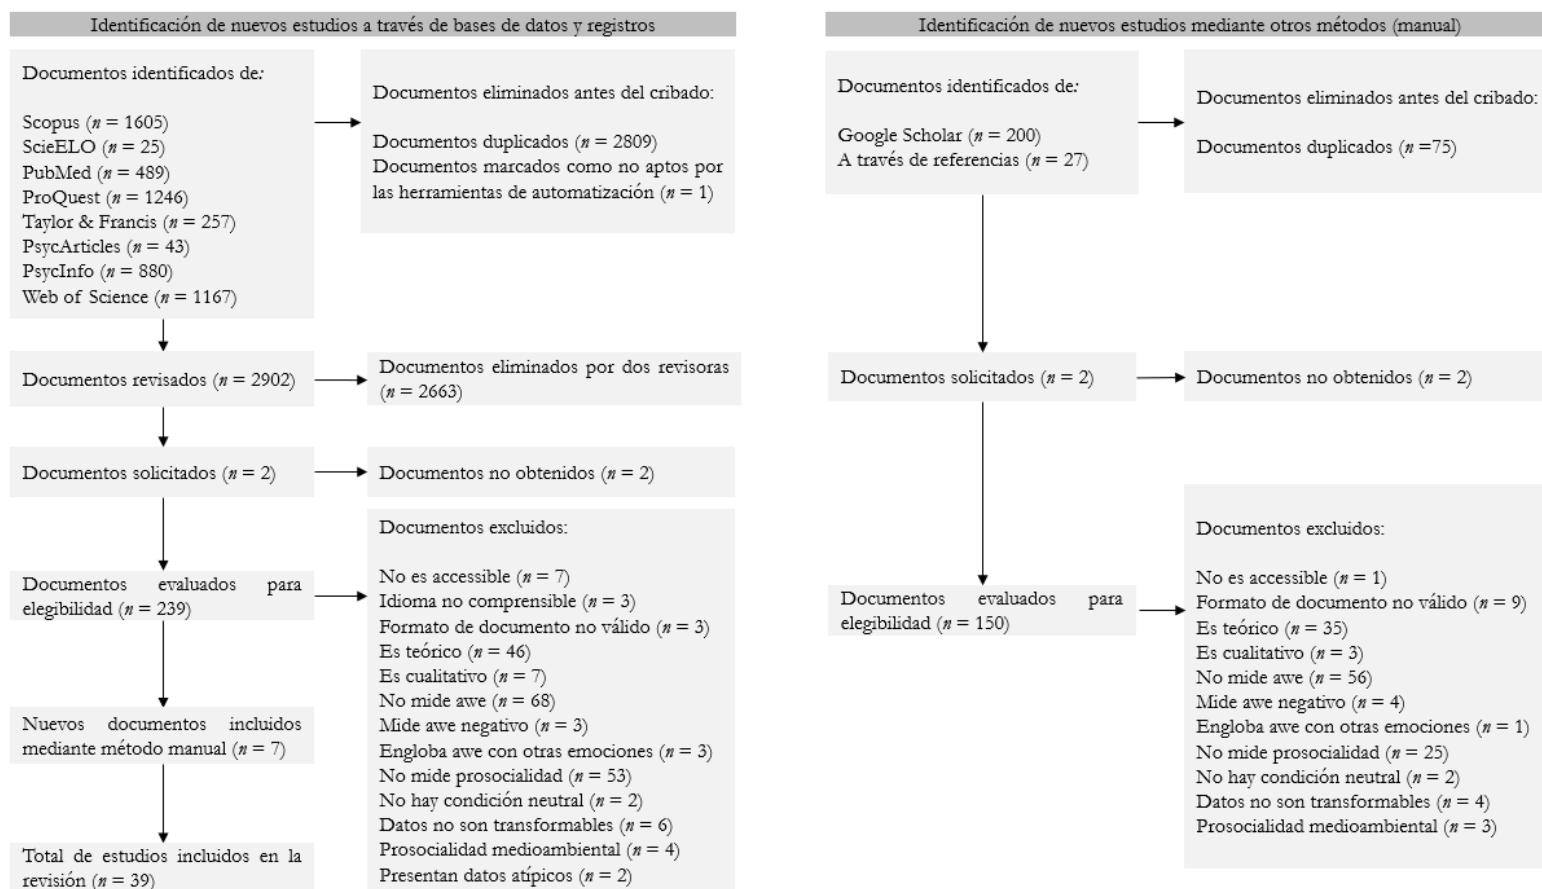 Identificación de nuevos estudios a través de bases de datos y registros
Documentos identificados de:
Scopus (n = 1605)
ScieELO (n = 25)
PubMed (n = 489)
ProQuest (n = 1246)
Taylor & Francis (n = 257)
PsycArticles (n = 43)
PsycInfo (n = 880)
Web of Science (n = 1167)
Documentos eliminados antes del cribado:
Documentos duplicados (n = 2809)
Documentos marcados como no aptos por
las herramientas de automatización (n = 1)
Documentos revisados (n = 2902)
Documentos eliminados por dos revisoras
(n = 2663)
Documentos solicitados (n = 2)
Documentos no obtenidos (n = 2)
Documentos evaluados para
elegibilidad (n = 239)
Documentos excluidos:
No es accessible (n = 7)
Idioma no comprensible (n = 3)
Formato de documento no válido (n = 3)
Es teórico (n = 46)
Es cualitativo (n = 7)
No mide awe (n = 68)
Mide awe negativo (n = 3)
Engloba awe con otras emociones (n = 3)
No mide prosocialidad (n = 53)
No hay condición neutral (n = 2)
Datos no son transformables (n = 6)
Prosocialidad medioambiental (n = 4)
Presentan datos atípicos (n = 2)
Nuevos documentos incluidos
mediante método manual (n = 7)
Total de estudios incluidos en la
revisión (n = 39)
Identificación de nuevos estudios mediante otros métodos (manual)
Documentos identificados de:
Google Scholar (n = 200)
A través de referencias (n = 27)
Documentos eliminados antes del cribado:
Documentos duplicados (n =75)
Documentos solicitados (n = 2)
Documentos no obtenidos (n = 2)
Documentos evaluados para
elegibilidad (n = 150)
Documentos excluidos:
No es accessible (n = 1)
Formato de documento no válido (n = 9)
Es teórico (n = 35)
Es cualitativo (n = 3)
No mide awe (n = 56)
Mide awe negativo (n = 4)
Engloba awe con otras emociones (n = 1)
No mide prosocialidad (n = 25)
No hay condición neutral (n = 2)
Datos no son transformables (n = 4)
Prosocialidad medioambiental (n = 3)